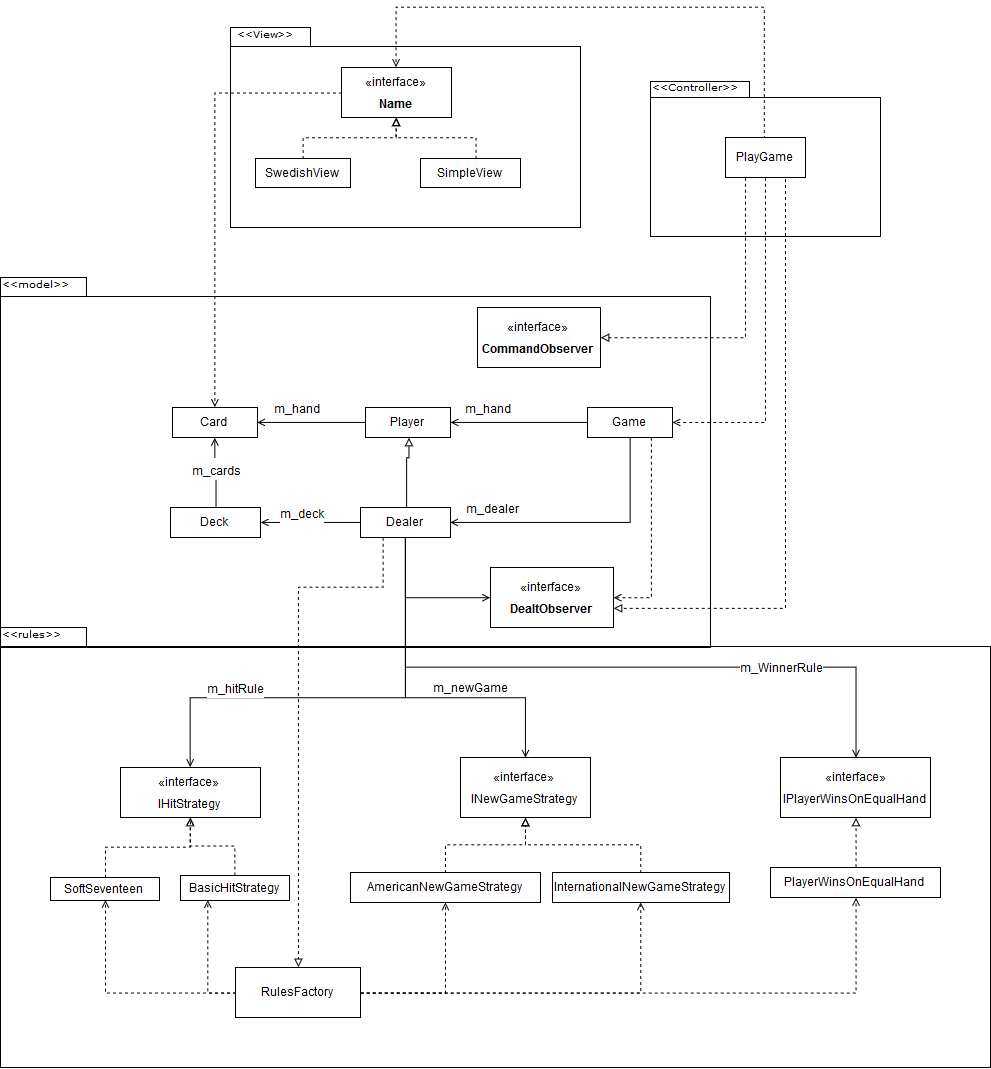 <<View>>
«interface»
Name
SwedishView
SimpleView
<<Controller>>
PlayGame
<<model>>
«interface»
CommandObserver
Card
m_hand
Player
m_hand
Game
m_cards
Deck
m_deck
Dealer
m_dealer
«interface»
DealtObserver
<<rules>>
m_hitRule
m_newGame
m_WinnerRule
«interface»
IHitStrategy
«interface»
INewGameStrategy
«interface»
IPlayerWinsOnEqualHand
SoftSeventeen
BasicHitStrategy
AmericanNewGameStrategy
InternationalNewGameStrategy
PlayerWinsOnEqualHand
RulesFactory